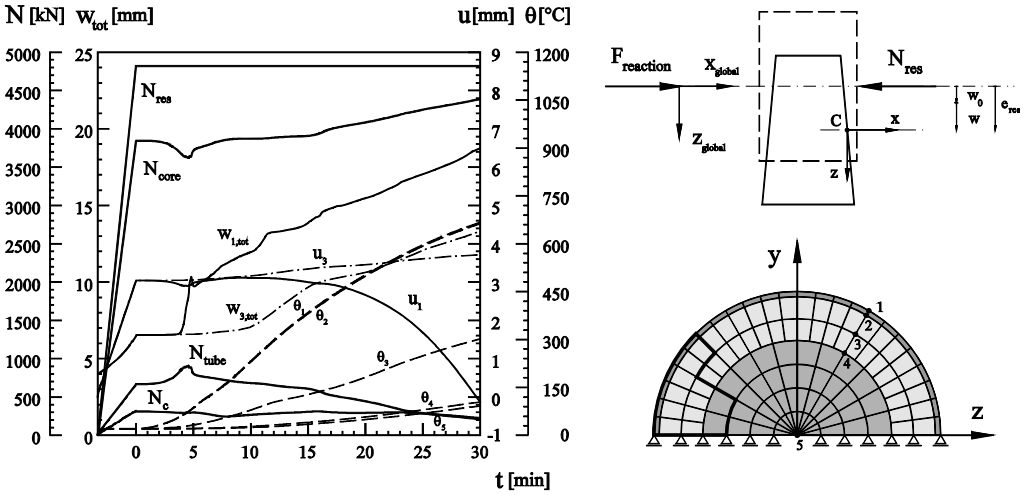 N [kN] W_tot [mm] u [mm] θ [°C]
5000 25 9 1200
4500 8 1050
4000 20 7 900
3500 6
3000 15 5 750
2500 4 600
2000 10 3 450
1500 2 300
1000 5 1
500 0 150
0 0 -1 0
N_res
N_core
W_1,tot
u_3
W_3,tot
θ_1
θ_2
u_1
N_tube
θ_3
N_c
θ_4
θ_5
0 5 10 15 20 25 30
t [min]
F_reaction
x_global
N_res
z_global
C
x
z
w_0
w
e_res
y
1
2
3
4
5
z